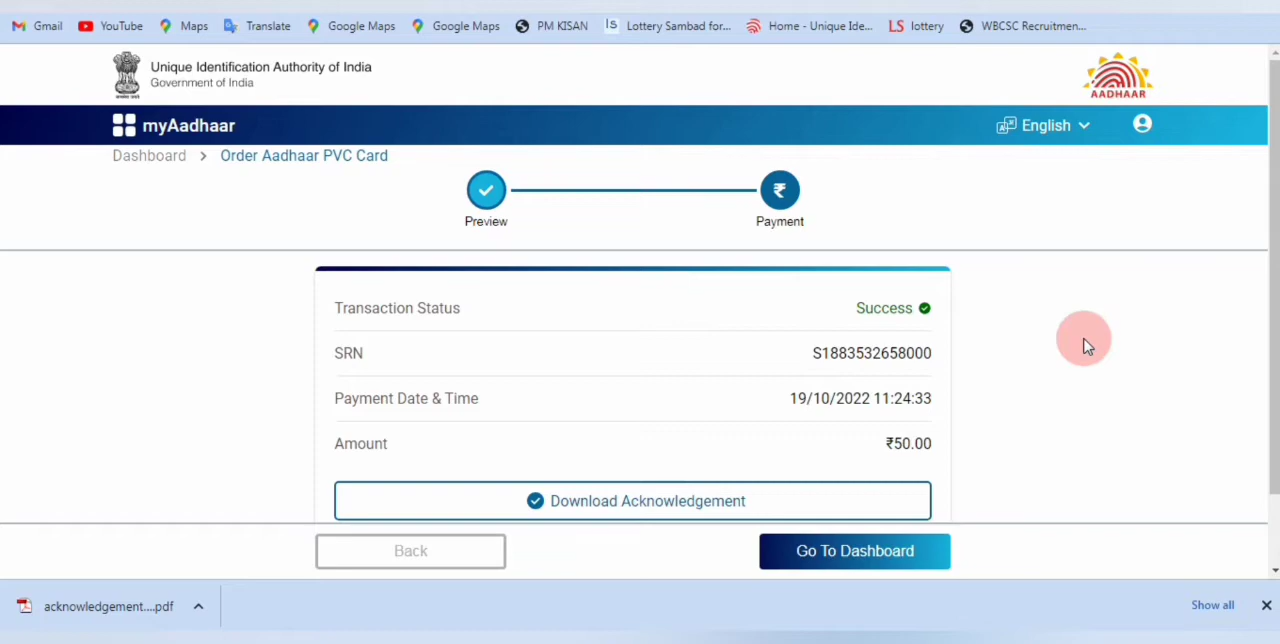 Gmail YouTube Maps Translate Google Maps Google Maps PM KISAN Lottery Sambad for... Home - Unique Ide... LS lottery WBCSC Recruitmen...
Unique Identification Authority of India
Government of India
AADHAAR
myAadhaar English
Dashboard > Order Aadhaar PVC Card
₹
Preview Payment
Transaction Status Success
SRN S1883532658000
Payment Date & Time 19/10/2022 11:24:33
Amount ₹50.00
Download Acknowledgement
Back Go To Dashboard
acknowledgement....pdf Show all